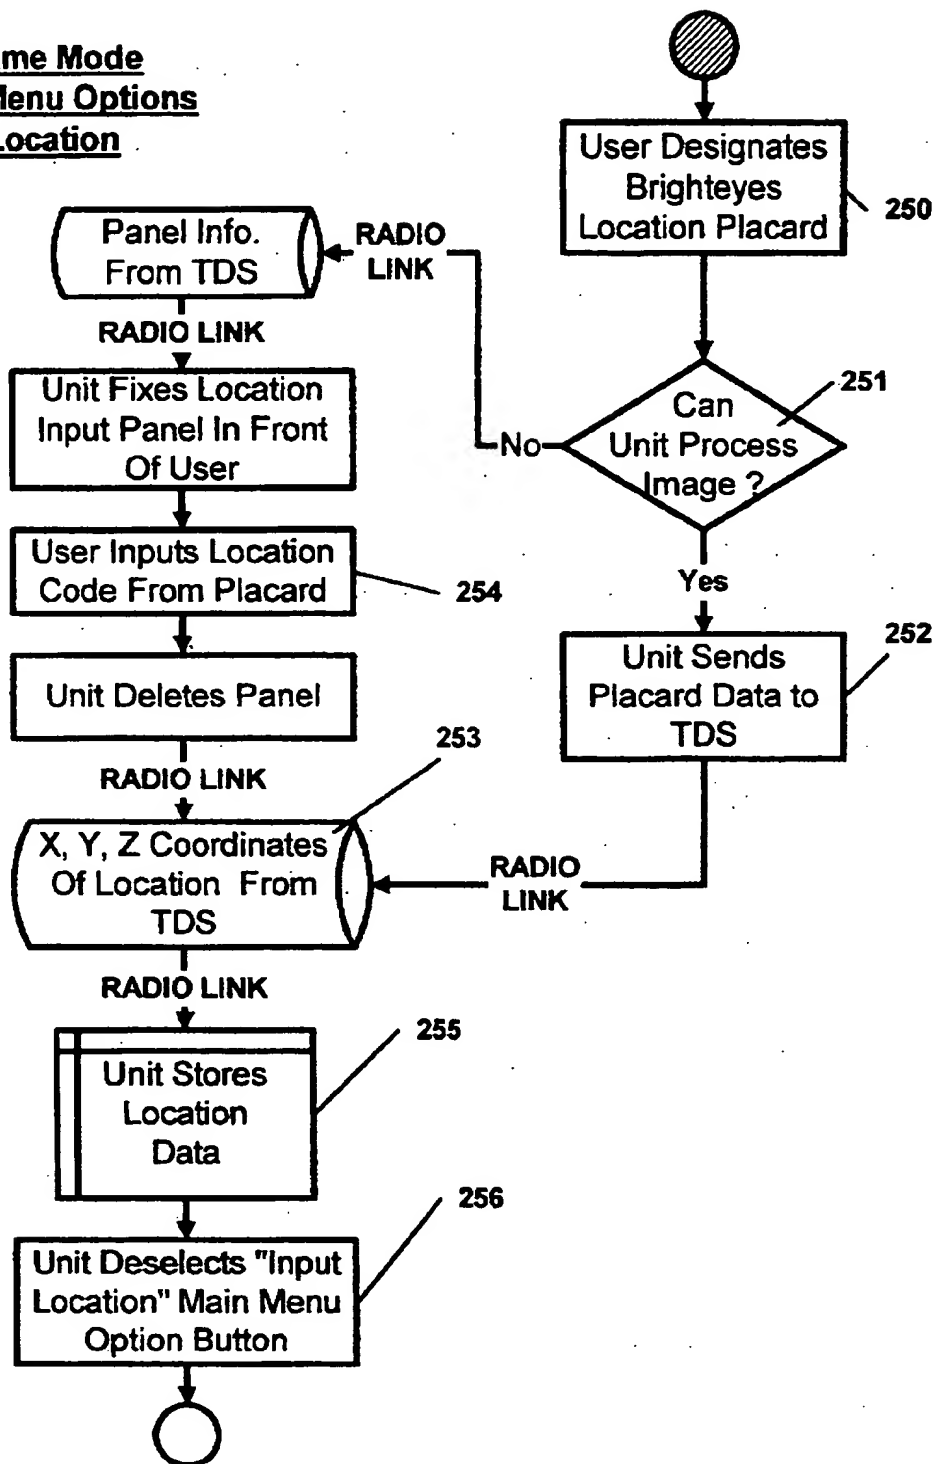 me Mode
Menu Options
Location
User Designates
Brighteyes
Location Placard
250
Panel Info.
From TDS
RADIO
LINK
RADIO LINK
251
Can
Unit Process
Image ?
No
Unit Fixes Location
Input Panel In Front
Of User
User Inputs Location
Code From Placard
254
Yes
252
Unit Sends
Placard Data to
TDS
Unit Deletes Panel
253
RADIO LINK
X, Y, Z Coordinates
Of Location From
TDS
RADIO
LINK
RADIO LINK
255
Unit Stores
Location
Data
256
Unit Deselects "Input
Location" Main Menu
Option Button